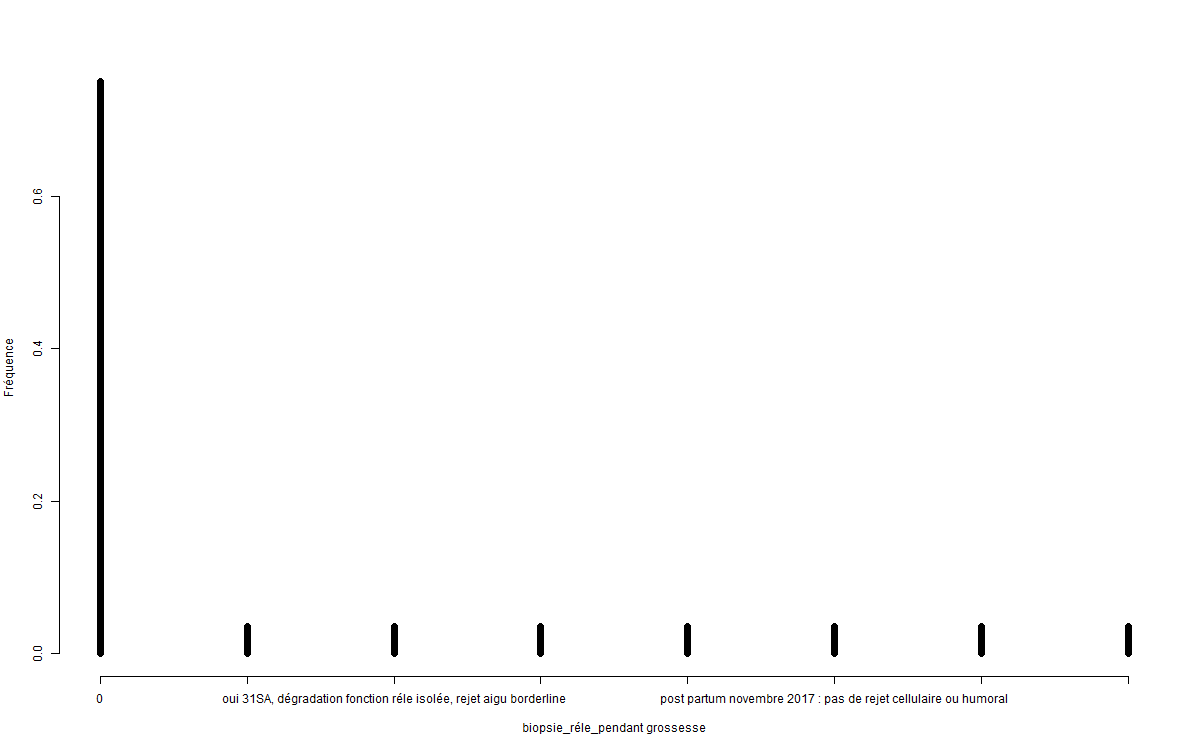 0.6
0.4
Fréquence
0.2
0.0
0 oui 31SA, dégradation fonction réle isolée, rejet aigu borderline post partum novembre 2017 : pas de rejet cellulaire ou humoral
biopsie_réle_pendant grossesse